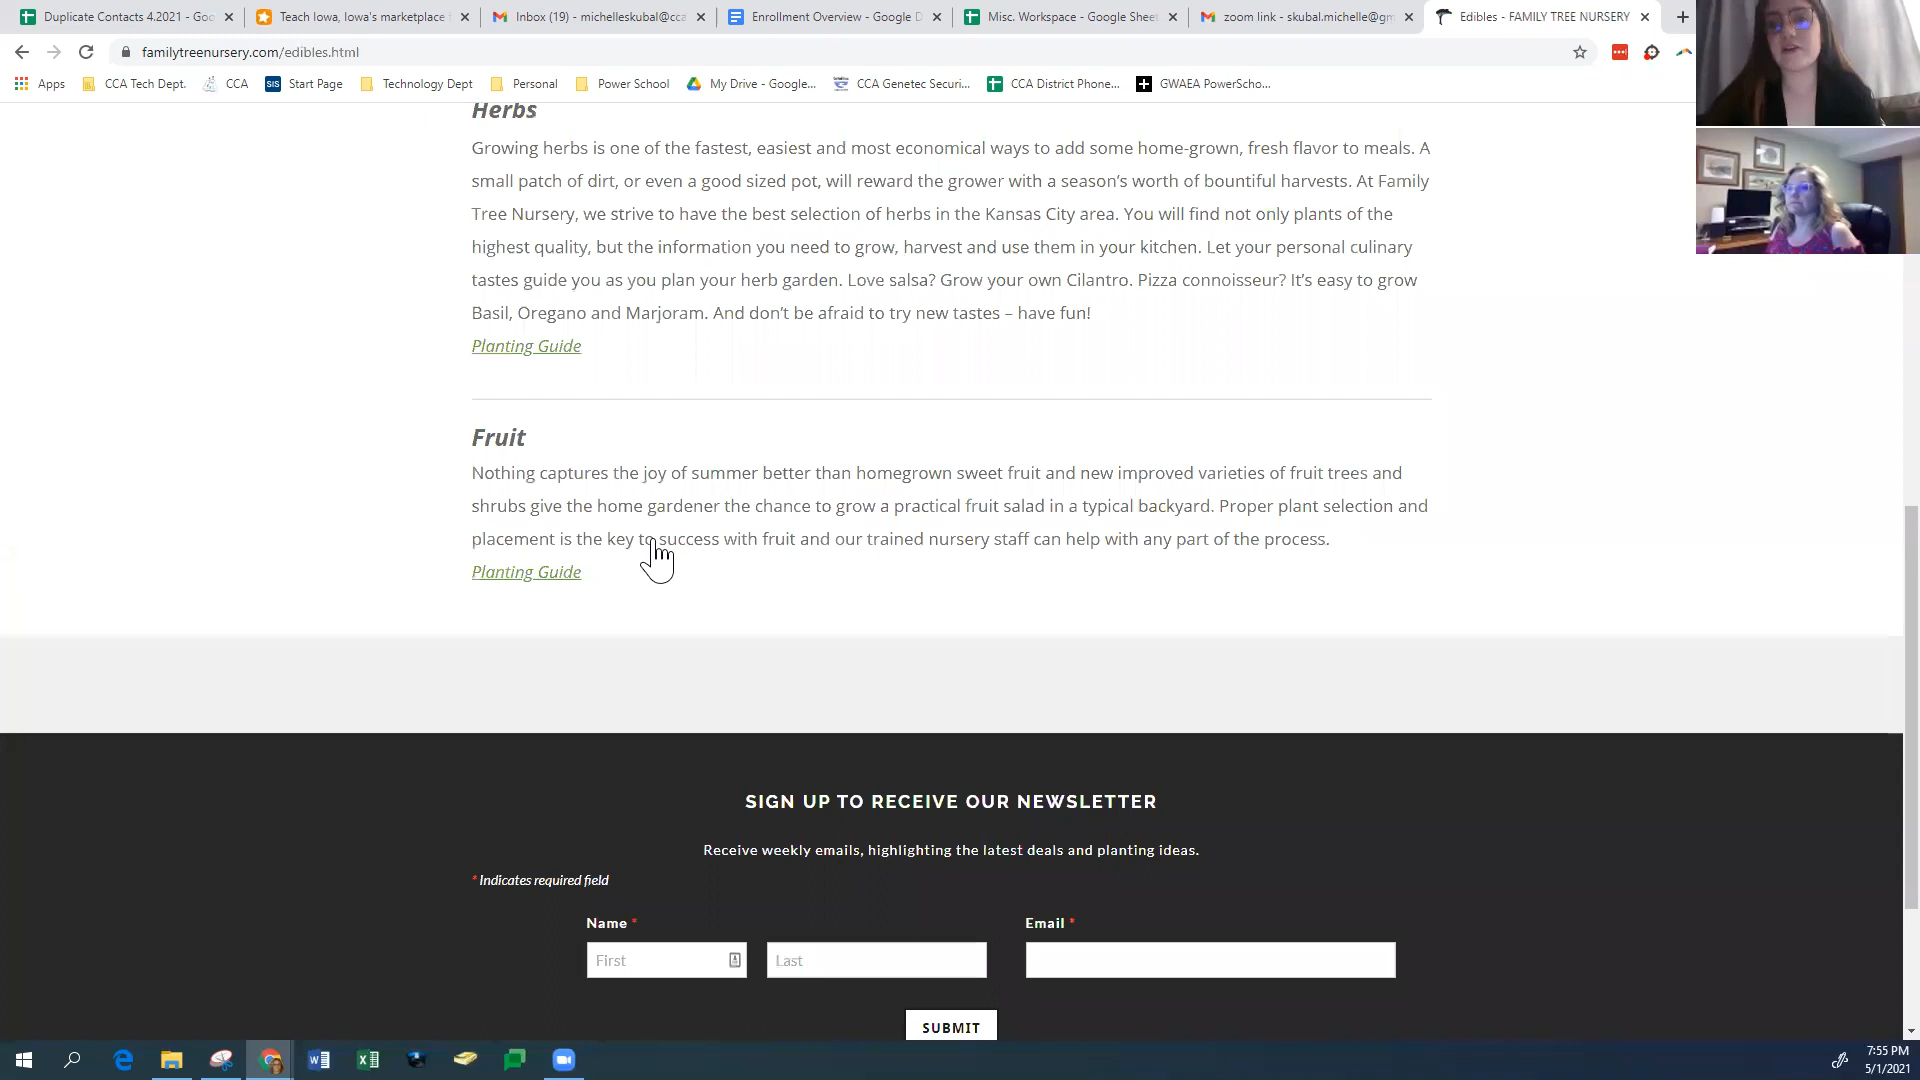 Duplicate Contacts 4.2021 - Goo
Teach Iowa, Iowa's marketplace f
Inbox (19) - michelleskubal@cca
Enrollment Overview - Google D
Misc. Workspace - Google Sheet
zoom link - skubal.michelle@gm
Edibles - FAMILY TREE NURSERY
familytreenursery.com/edibles.html
Apps
CCA Tech Dept.
CCA
SIS
Start Page
Technology Dept
Personal
Power School
My Drive - Google...
CCA Genetec Securi...
CCA District Phone...
GWAEA PowerScho...
Herbs
Growing herbs is one of the fastest, easiest and most economical ways to add some home-grown, fresh flavor to meals. A
small patch of dirt, or even a good sized pot, will reward the grower with a season's worth of bountiful harvests. At Family
Tree Nursery, we strive to have the best selection of herbs in the Kansas City area. You will find not only plants of the
highest quality, but the information you need to grow, harvest and use them in your kitchen. Let your personal culinary
tastes guide you as you plan your herb garden. Love salsa? Grow your own Cilantro. Pizza connoisseur? It's easy to grow
Basil, Oregano and Marjoram. And don't be afraid to try new tastes – have fun!
Planting Guide
Fruit
Nothing captures the joy of summer better than homegrown sweet fruit and new improved varieties of fruit trees and
shrubs give the home gardener the chance to grow a practical fruit salad in a typical backyard. Proper plant selection and
placement is the key to success with fruit and our trained nursery staff can help with any part of the process.
Planting Guide
SIGN UP TO RECEIVE OUR NEWSLETTER
Receive weekly emails, highlighting the latest deals and planting ideas.
* Indicates required field
Name *
Email *
First
Last
SUBMIT
7:55 PM
5/1/2021